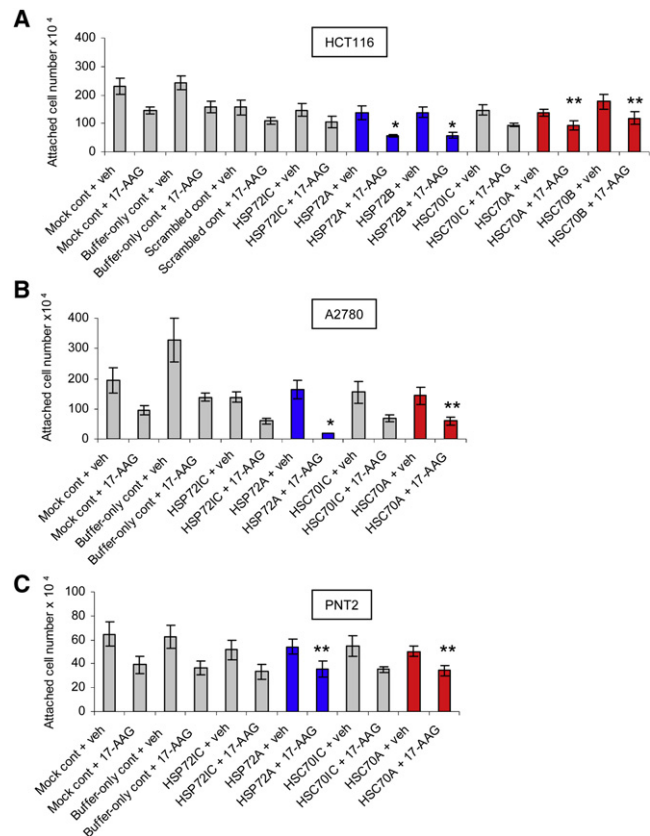 A
HCT116
Attached cell number x10⁻⁴
400
300
200
100
0
* * ** **
Mock cont + veh
Mock cont + 17-AAG
Buffer-only cont + veh
Buffer-only cont + 17-AAG
Scrambled cont + veh
Scrambled cont + 17-AAG
HSP72IC + veh
HSP72IC + 17-AAG
HSP72A + veh
HSP72A + 17-AAG
HSP72B + veh
HSP72B + 17-AAG
HSC70IC + veh
HSC70IC + 17-AAG
HSC70A + veh
HSC70A + 17-AAG
HSC70B + veh
HSC70B + 17-AAG
B
A2780
Attached cell number x10⁻⁴
400
300
200
100
0
* **
Mock cont + veh
Mock cont + 17-AAG
Buffer-only cont + veh
Buffer-only cont + 17-AAG
HSP72IC + veh
HSP72IC + 17-AAG
HSP72A + veh
HSP72A + 17-AAG
HSC70IC + veh
HSC70IC + 17-AAG
HSC70A + veh
HSC70A + 17-AAG
C
PNT2
Attached cell number x 10⁻⁴
100
80
60
40
20
0
** **
Mock cont + veh
Mock cont + 17-AAG
Buffer-only cont + veh
Buffer-only cont + 17-AAG
HSP72IC + veh
HSP72IC + 17-AAG
HSP72A + veh
HSP72A + 17-AAG
HSC70IC + veh
HSC70IC + 17-AAG
HSC70A + veh
HSC70A + 17-AAG